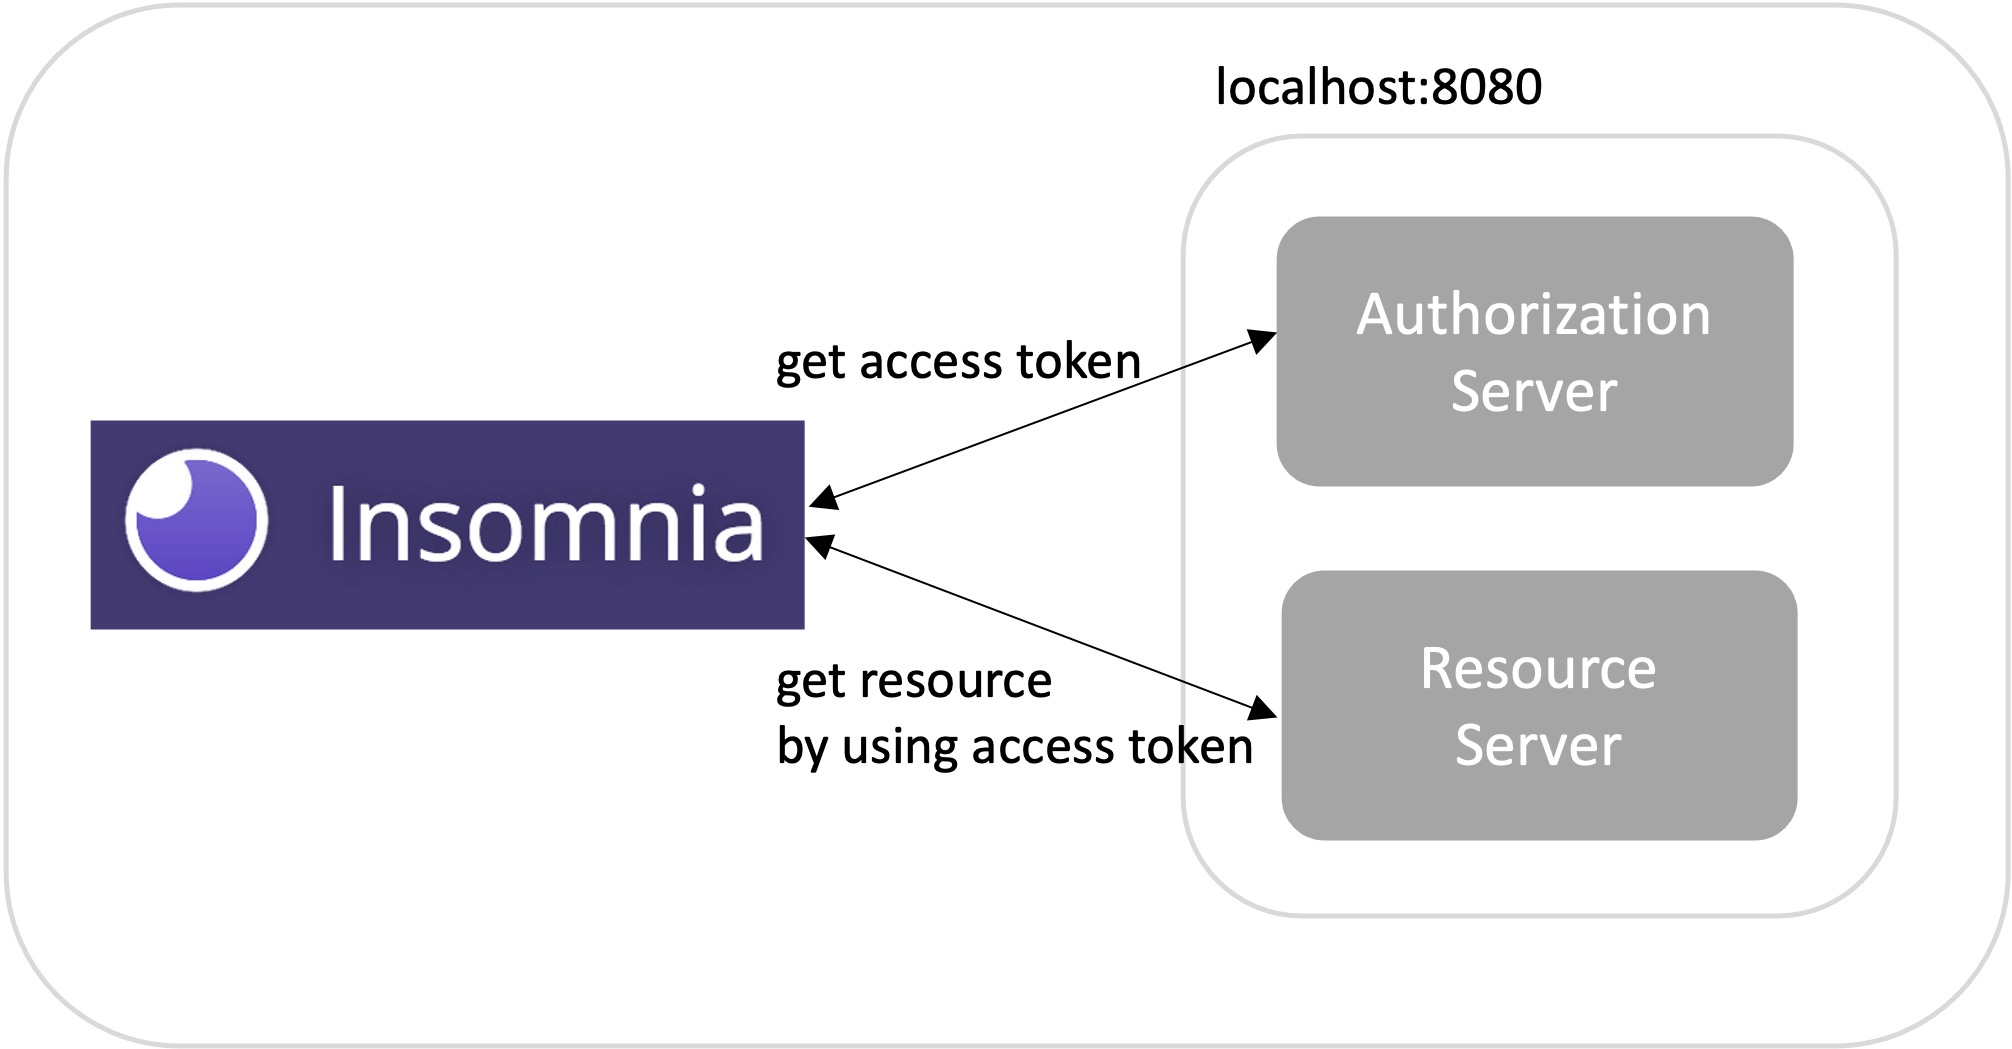 localhost:8080
Authorization
Server
get access token
Insomnia
get resource
by using access token
Resource
Server